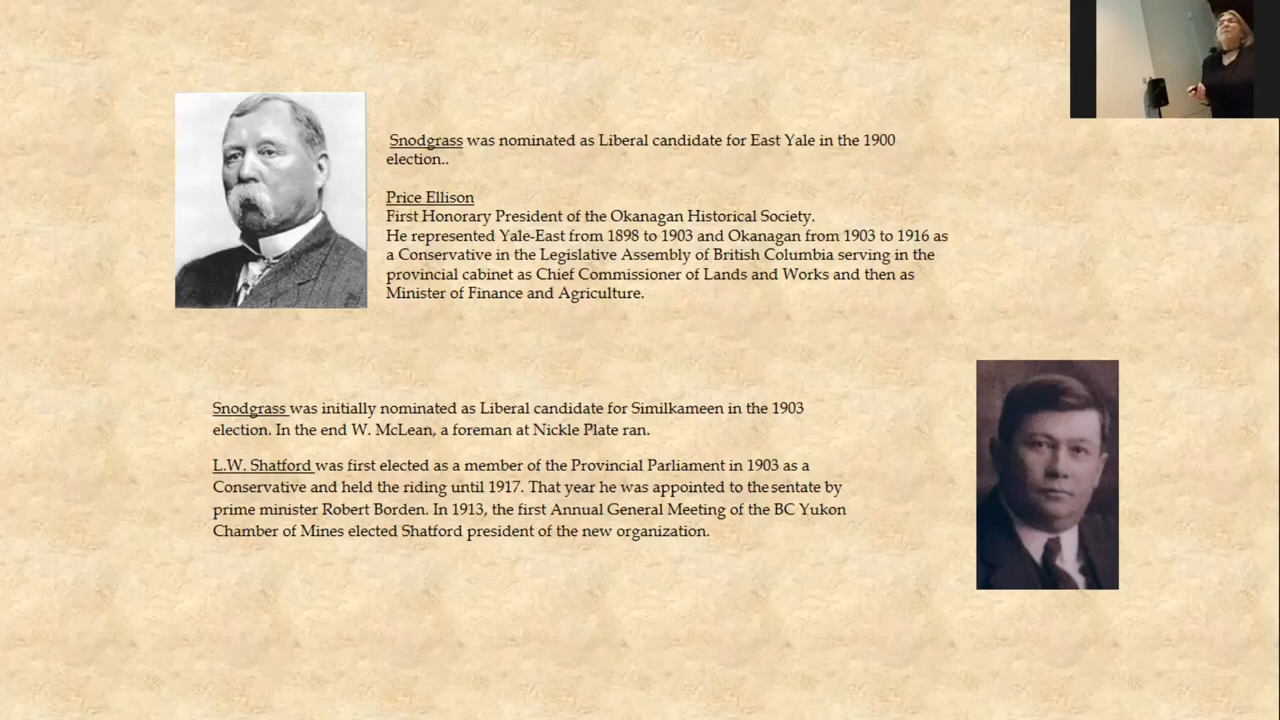 Snodgrass was nominated as Liberal candidate for East Yale in the 1900
election..
Price Ellison
First Honorary President of the Okanagan Historical Society.
He represented Yale-East from 1898 to 1903 and Okanagan from 1903 to 1916 as
a Conservative in the Legislative Assembly of British Columbia serving in the
provincial cabinet as Chief Commissioner of Lands and Works and then as
Minister of Finance and Agriculture.
Snodgrass was initially nominated as Liberal candidate for Similkameen in the 1903
election. In the end W. McLean, a foreman at Nickle Plate ran.
L.W. Shatford was first elected as a member of the Provincial Parliament in 1903 as a
Conservative and held the riding until 1917. That year he was appointed to the sentate by
prime minister Robert Borden. In 1913, the first Annual General Meeting of the BC Yukon
Chamber of Mines elected Shatford president of the new organization.